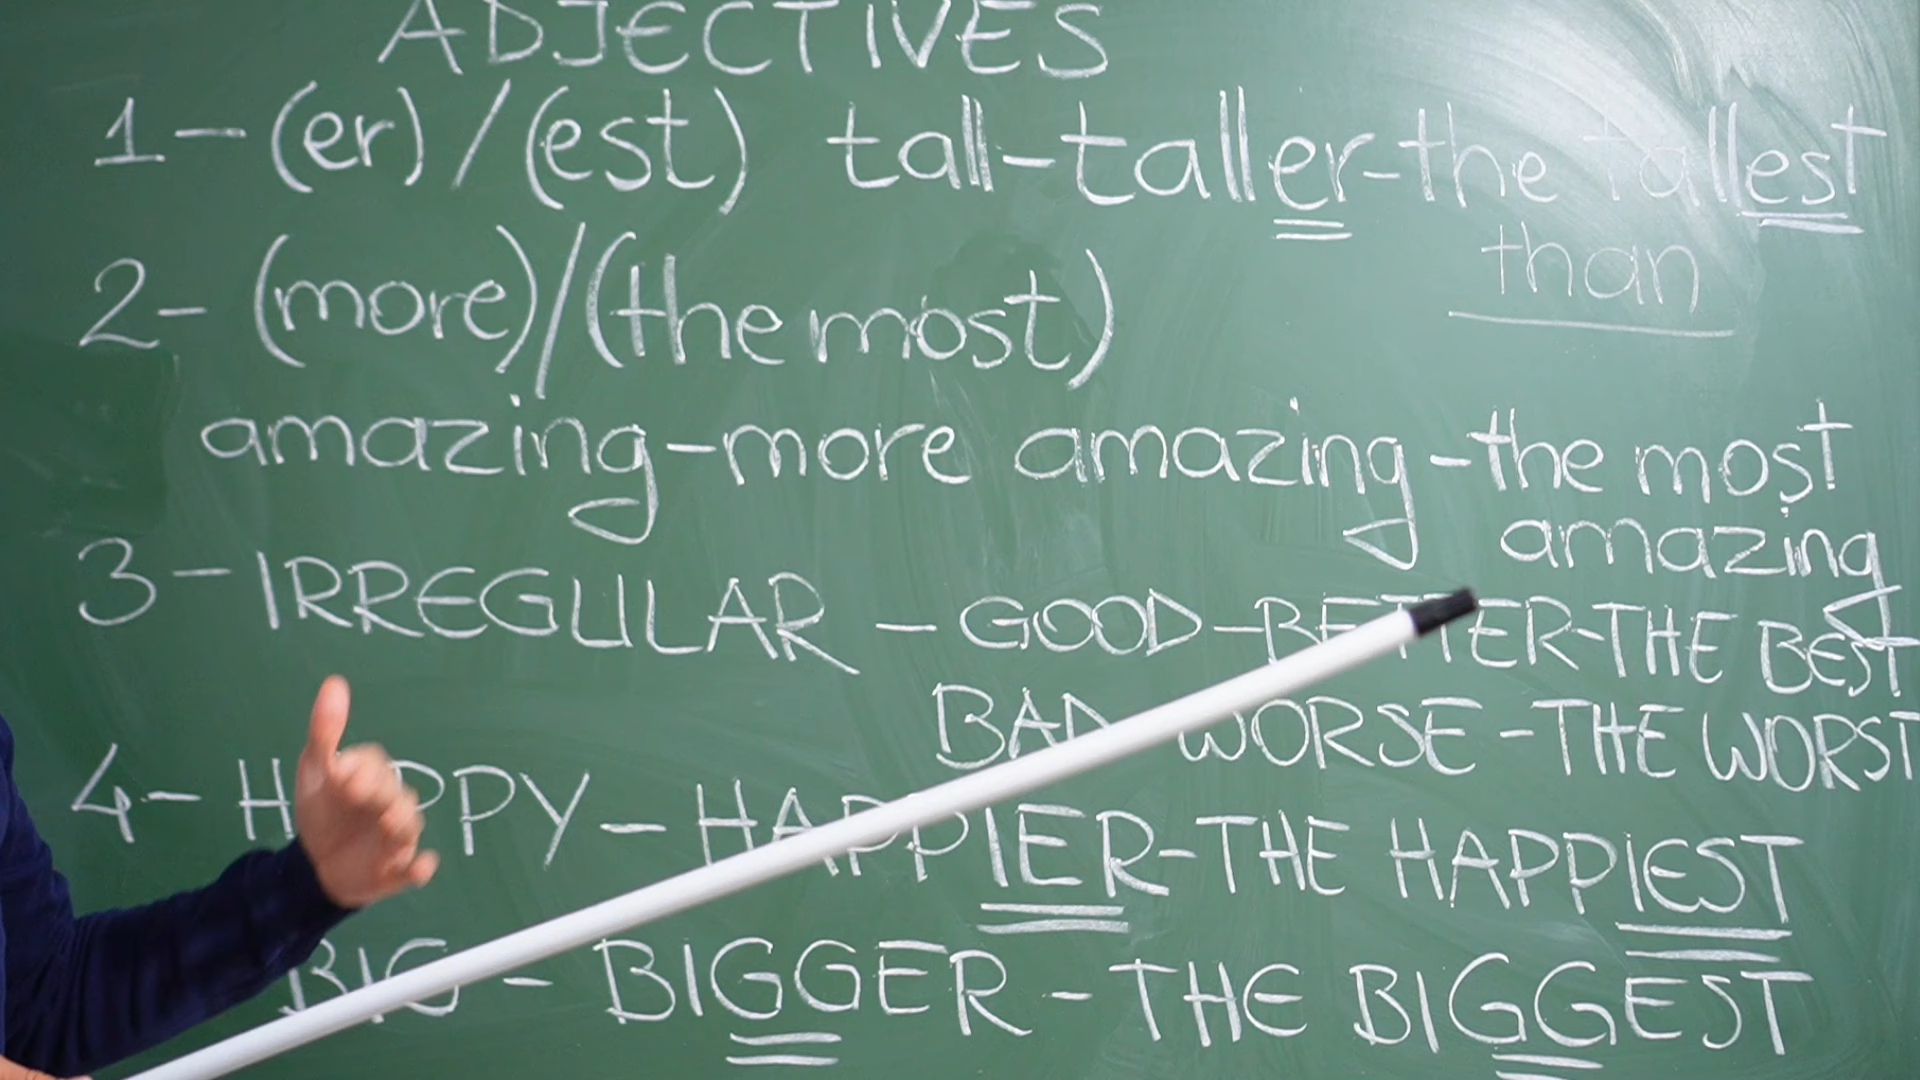 ADJECTIVES
1-(er)/(est) tall-taller-the tallest
than
2- (more)/(the most)
amazing-more amazing-the most
amazing
3-IRREGULAR - GOOD-BETTER-THE BEST
BAD WORSE-THE WORST
4- HAPPY-HAPPIER-THE HAPPIEST
BIG - BIGGER - THE BIGGEST